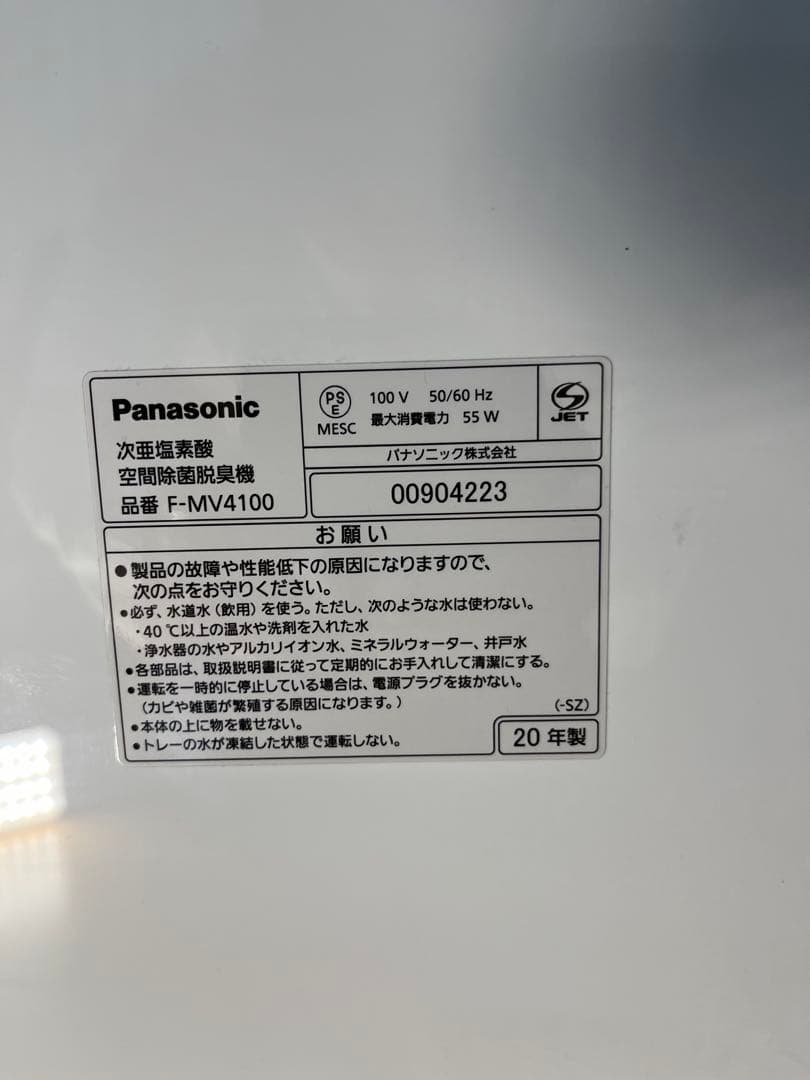 Panasonic
次亜塩素酸
空間除菌脱臭機
品番 F-MV4100
PS
E
MESC
100 V 50/60 Hz
最大消費電力 55 W
JET
パナソニック株式会社
00904223
お願い
●製品の故障や性能低下の原因になりますので、
次の点をお守りください。
●必ず、水道水（飲用）を使う。ただし、次のような水は使わない。
・40 ℃以上の温水や洗剤を入れた水
・浄水器の水やアルカリイオン水、ミネラルウォーター、井戸水
●各部品は、取扱説明書に従って定期的にお手入れして清潔にする。
●運転を一時的に停止している場合は、電源プラグを抜かない。
（カビや雑菌が繁殖する原因になります。）
(-SZ)
●本体の上に物を載せない。
●トレーの水が凍結した状態で運転しない。
20 年製